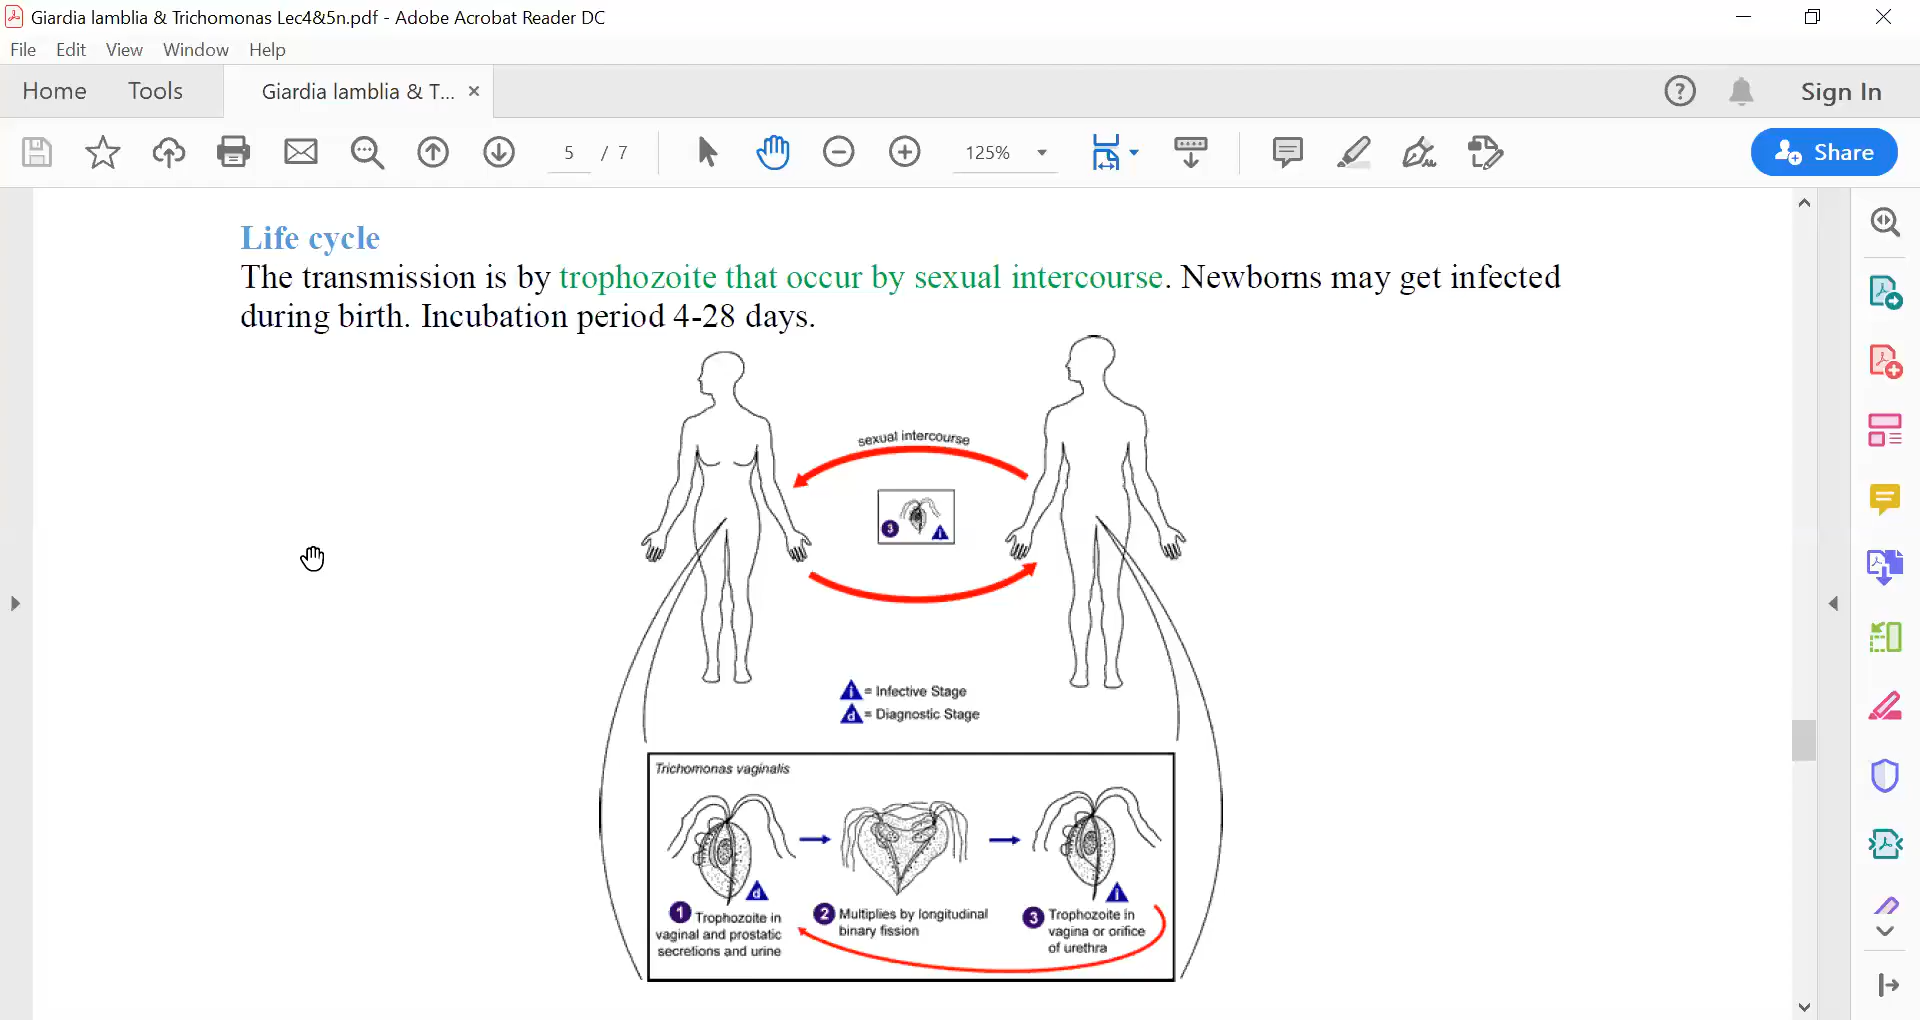 Giardia lamblia & Trichomonas Lec4&5n.pdf - Adobe Acrobat Reader DC
File Edit View Window Help
Home Tools Giardia lamblia & T... × Sign In
5 / 7 125% Share
Life cycle
The transmission is by trophozoite that occur by sexual intercourse. Newborns may get infected
during birth. Incubation period 4-28 days.
sexual intercourse
3 i
i = Infective Stage
d = Diagnostic Stage
Trichomonas vaginalis
d
i
1 Trophozoite in
vaginal and prostatic
secretions and urine
2 Multiplies by longitudinal
binary fission
3 Trophozoite in
vagina or orifice
of urethra